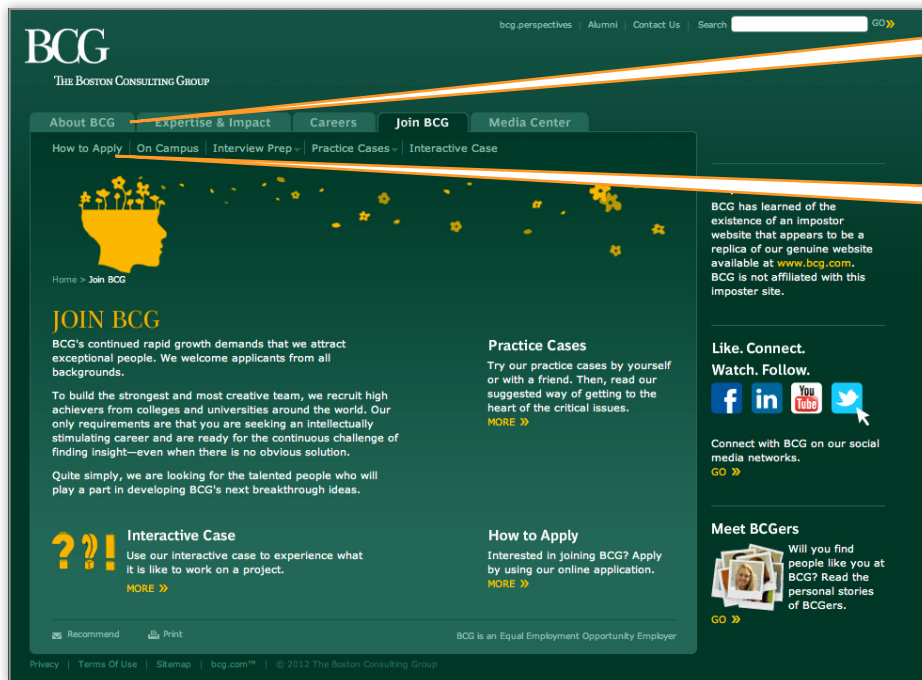 bcg.perspectives | Alumni | Contact Us | Search GO»
BCG
THE BOSTON CONSULTING GROUP
About BCG
Expertise & Impact
Careers
Join BCG
Media Center
How to Apply | On Campus | Interview Prep | Practice Cases | Interactive Case
Home > Join BCG
JOIN BCG
BCG's continued rapid growth demands that we attract
exceptional people. We welcome applicants from all
backgrounds.
To build the strongest and most creative team, we recruit high
achievers from colleges and universities around the world. Our
only requirements are that you are seeking an intellectually
stimulating career and are ready for the continuous challenge of
finding insight—even when there is no obvious solution.
Quite simply, we are looking for the talented people who will
play a part in developing BCG's next breakthrough ideas.
Practice Cases
Try our practice cases by yourself
or with a friend. Then, read our
suggested way of getting to the
heart of the critical issues.
MORE »
??!
Interactive Case
Use our interactive case to experience what
it is like to work on a project.
MORE »
How to Apply
Interested in joining BCG? Apply
by using our online application.
MORE »
Recommend
Print
BCG is an Equal Employment Opportunity Employer
BCG has learned of the
existence of an impostor
website that appears to be a
replica of our genuine website
available at www.bcg.com.
BCG is not affiliated with this
imposter site.
Like. Connect.
Watch. Follow.
f in You Tube
Connect with BCG on our social
media networks.
GO »
Meet BCGers
Will you find
people like you at
BCG? Read the
personal stories
of BCGers.
GO »
Privacy | Terms Of Use | Sitemap | bcg.com™ | © 2012 The Boston Consulting Group